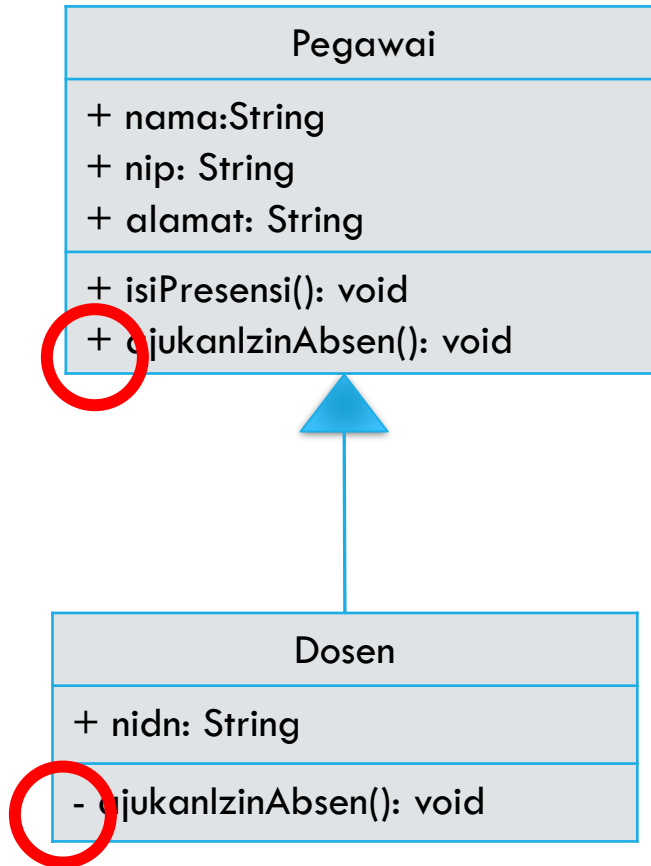 Pegawai
+ nama:String
+ nip: String
+ alamat: String
+ isiPresensi(): void
+ ajukanIzinAbsen(): void
Dosen
+ nidn: String
- ajukanIzinAbsen(): void